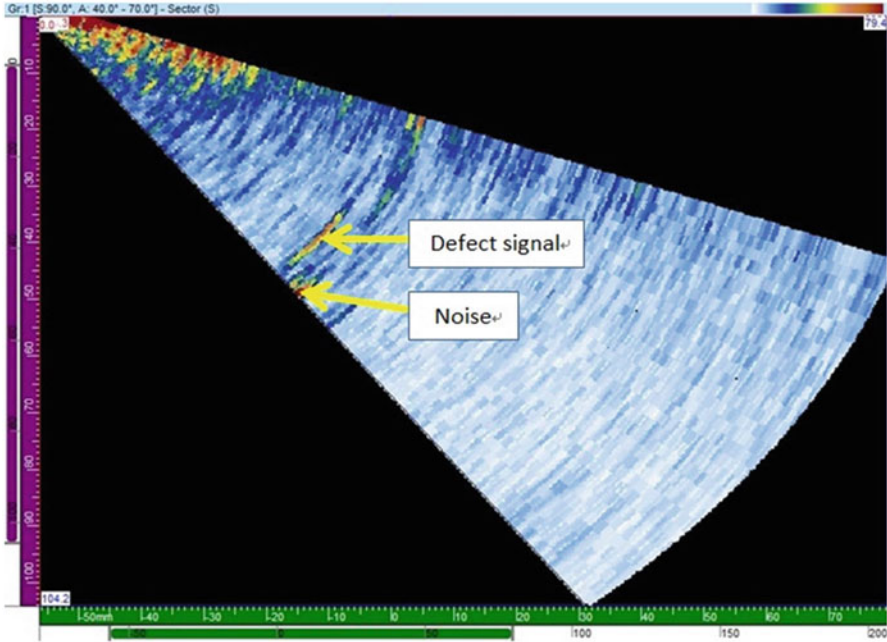 Gr:1 [S:90.0°, A: 40.0° - 70.0°] - Sector (S)
79.4
10
20
30
40
50
60
70
80
90
100
Defect signal↵
Noise↵
104.2
-50mm -40 -30 -20 -10 0 10 20 30 40 50 60 70
-50 0 50 100 150 200